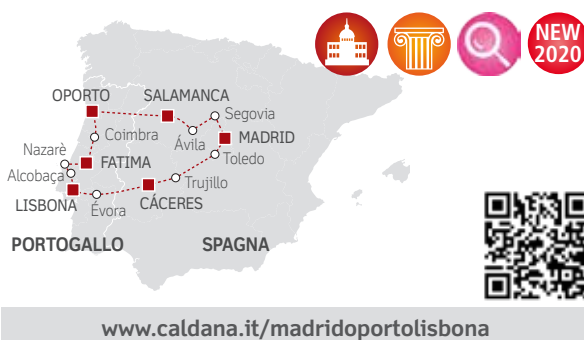 NEW
2020
OPORTO
SALAMANCA
Segovia
Coimbra
Ávila
MADRID
Nazarè
FATIMA
Toledo
Alcobaça
Trujillo
LISBONA
Évora
CÁCERES
PORTOGALLO
SPAGNA
www.caldana.it/madridoportolisbona